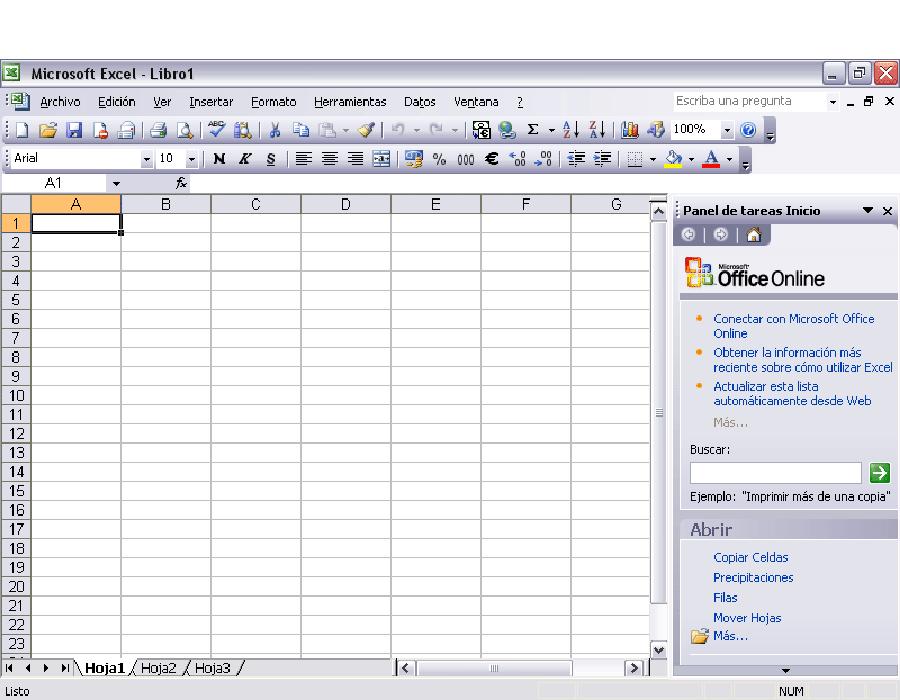 Microsoft Excel - Libro1
Archivo Edición Ver Insertar Formato Herramientas Datos Ventana ? Escriba una pregunta
ABC Σ A Z Z A 100% ?
Arial 10 N K S % 000 € A
A1 fx
A B C D E F G
1
2
3
4
5
6
7
8
9
10
11
12
13
14
15
16
17
18
19
20
21
22
23
Panel de tareas Inicio
Microsoft
Office Online
Conectar con Microsoft Office
Online
Obtener la información más
reciente sobre cómo utilizar Excel
Actualizar esta lista
automáticamente desde Web
Más...
Buscar:
Ejemplo: "Imprimir más de una copia"
Abrir
Copiar Celdas
Precipitaciones
Filas
Mover Hojas
Más...
Hoja1 Hoja2 Hoja3
Listo NUM